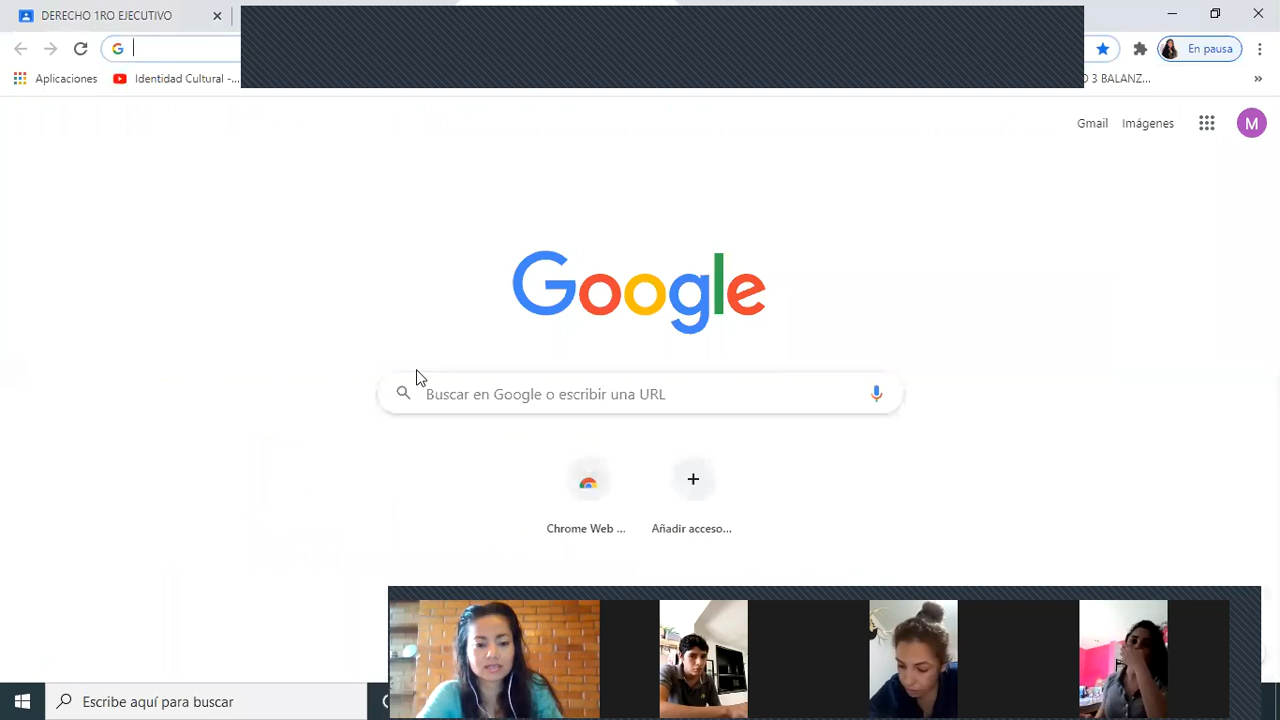 DERECHO 1RO EJECUTIVO
En pausa
Aplicaciones
Identidad Cultural -...
3 BALANZ...
»
Gmail
Imágenes
M
Google
Buscar en Google o escribir una URL
Chrome Web ...
Añadir acceso...
Escribe aquí para buscar